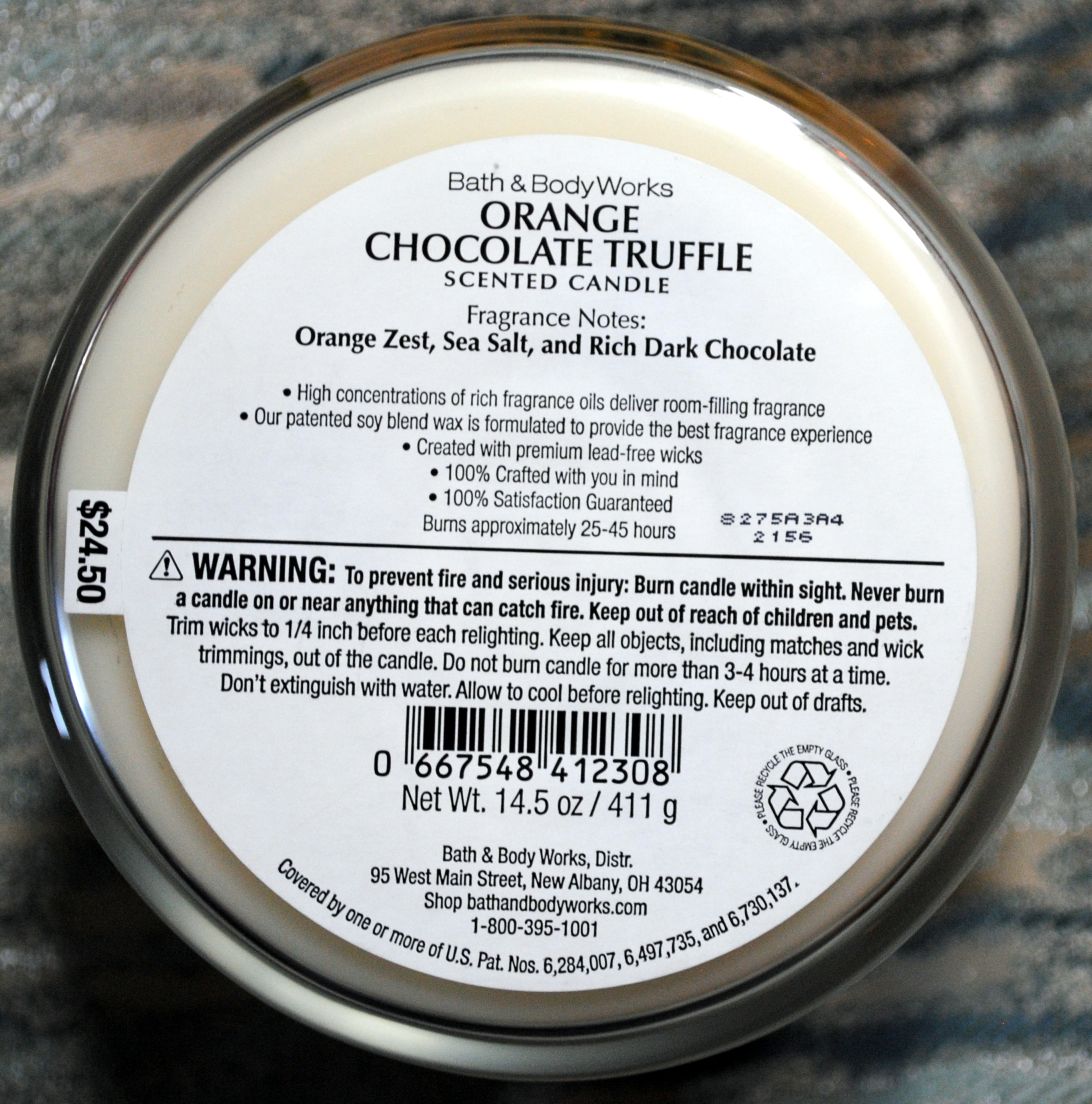 Bath & Body Works
ORANGE
CHOCOLATE TRUFFLE
SCENTED CANDLE
Fragrance Notes:
Orange Zest, Sea Salt, and Rich Dark Chocolate
• High concentrations of rich fragrance oils deliver room-filling fragrance
• Our patented soy blend wax is formulated to provide the best fragrance experience
• Created with premium lead-free wicks
• 100% Crafted with you in mind
• 100% Satisfaction Guaranteed
Burns approximately 25-45 hours
8275A3A4
2156
$24.50
WARNING: To prevent fire and serious injury: Burn candle within sight. Never burn
a candle on or near anything that can catch fire. Keep out of reach of children and pets.
Trim wicks to 1/4 inch before each relighting. Keep all objects, including matches and wick
trimmings, out of the candle. Do not burn candle for more than 3-4 hours at a time.
Don't extinguish with water. Allow to cool before relighting. Keep out of drafts.
0 667548 412308
Net Wt. 14.5 oz / 411 g
PLEASE RECYCLE THE EMPTY GLASS • PLEASE RECYCLE THE EMPTY GLASS •
Bath & Body Works, Distr.
95 West Main Street, New Albany, OH 43054
Shop bathandbodyworks.com
1-800-395-1001
Covered by one or more of U.S. Pat. Nos. 6,284,007, 6,497,735, and 6,730,137.